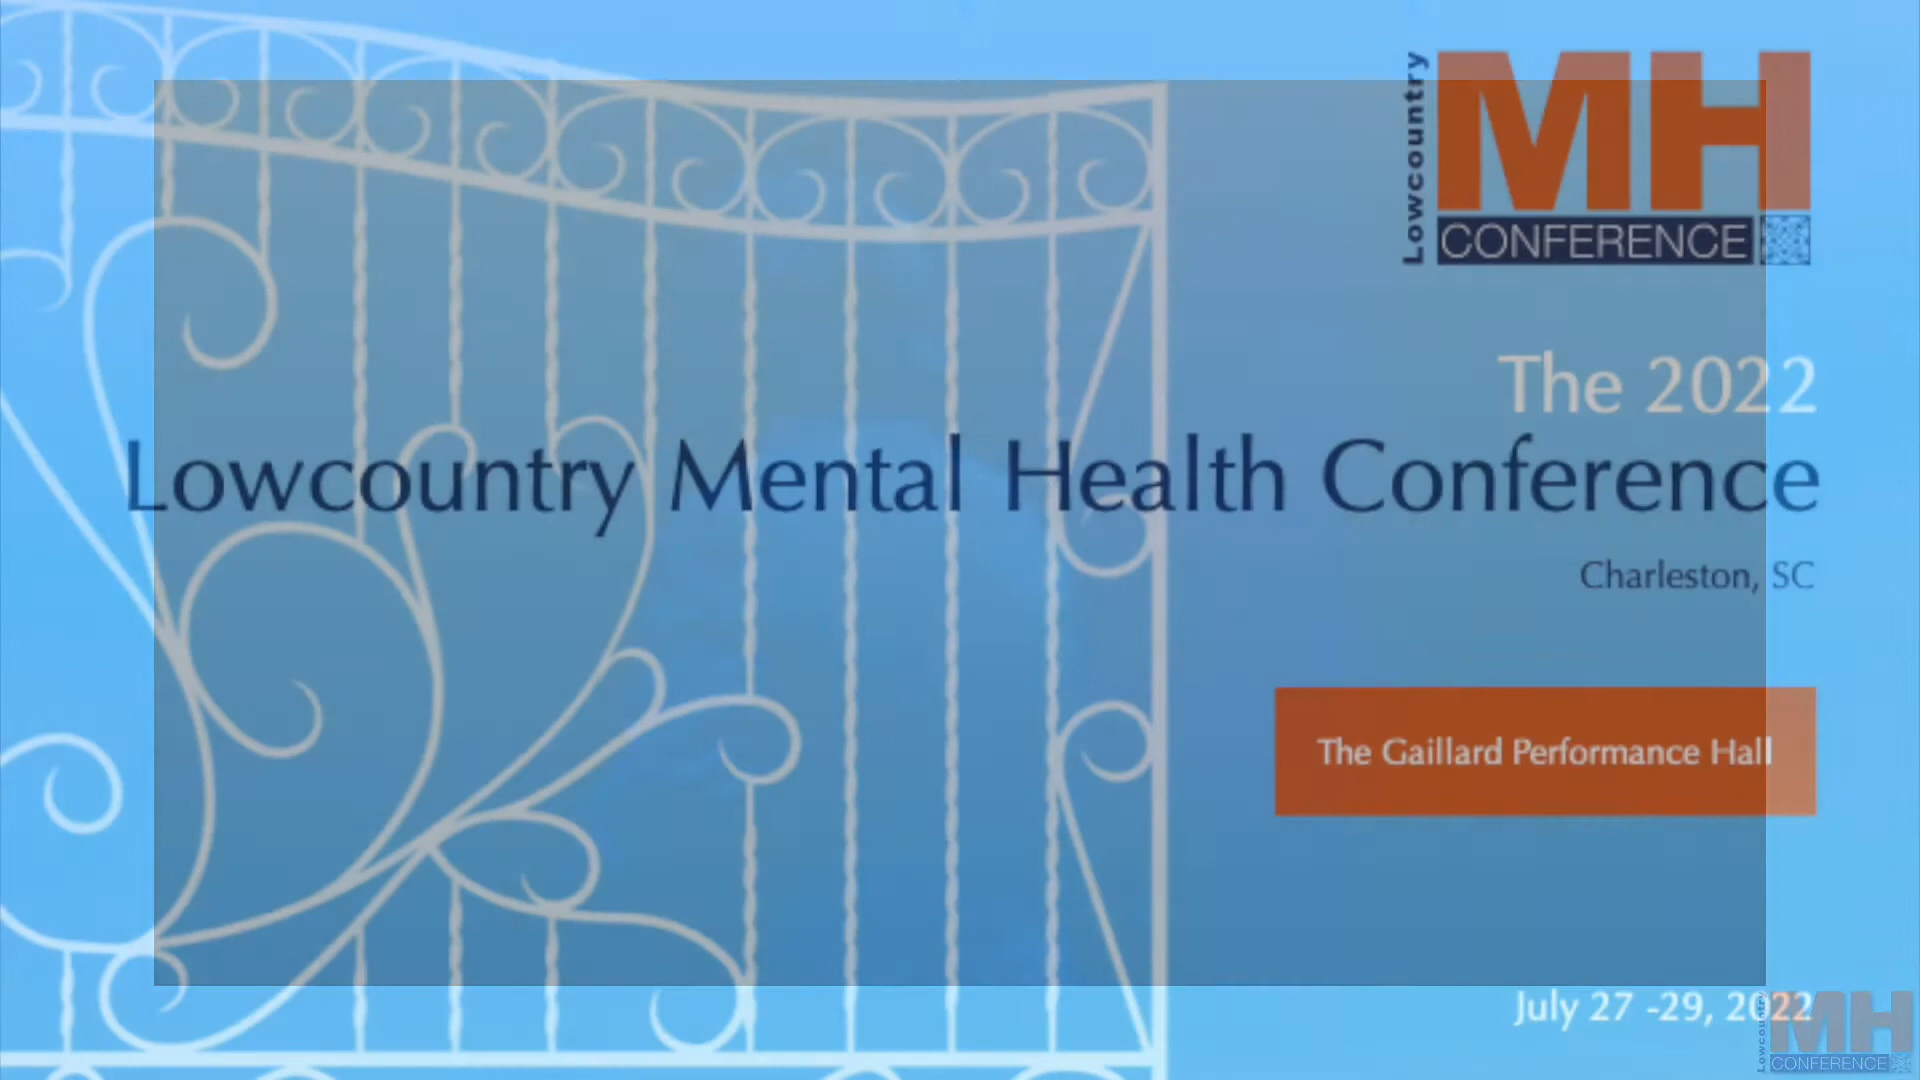 Lowcountry
MH
CONFERENCE
The 2022
Lowcountry Mental Health Conference
Charleston, SC
The Gaillard Performance Hall
July 27 -29, 2022
Lowcountry
MH
CONFERENCE